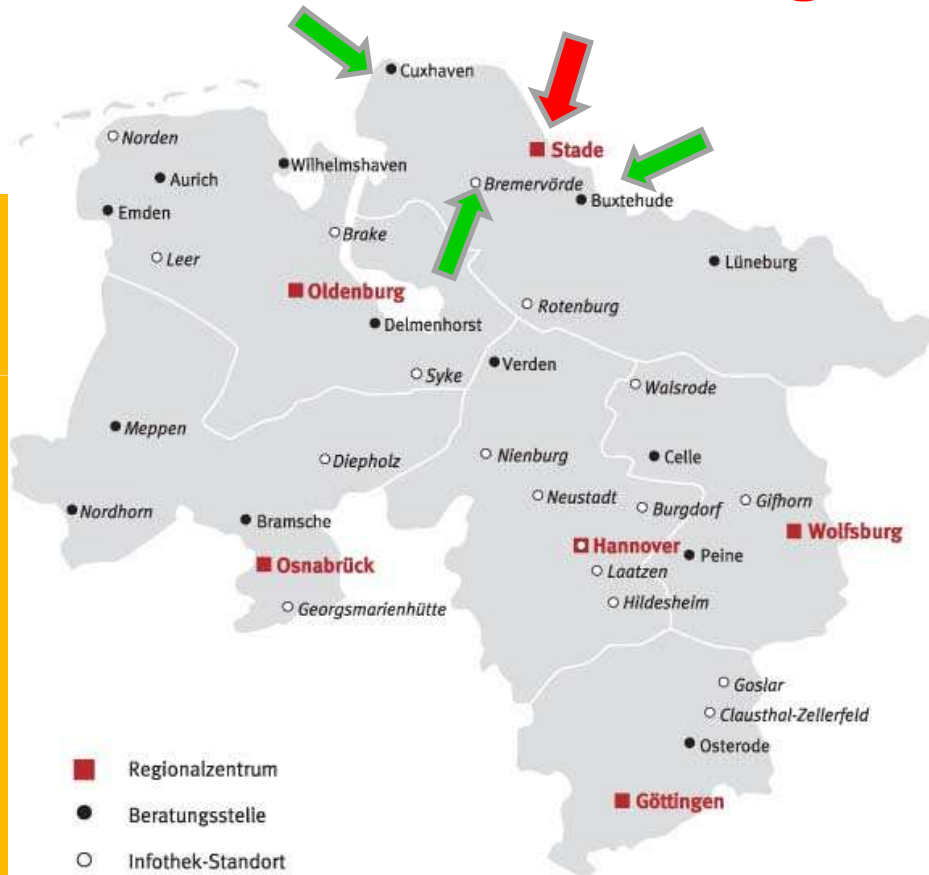 Cuxhaven
Stade
Norden
Wilhelmshaven
Aurich
Bremervörde
Buxtehude
Emden
Brake
Leer
Lüneburg
Oldenburg
Rotenburg
Delmenhorst
Verden
Syke
Walsrode
Meppen
Diepholz
Nienburg
Celle
Neustadt
Burgdorf
Gifhorn
Nordhorn
Bramsche
Wolfsburg
Hannover
Peine
Osnabrück
Laatzen
Hildesheim
Georgsmarienhütte
Goslar
Clausthal-Zellerfeld
Osterode
Regionalzentrum
Göttingen
Beratungsstelle
Infothek-Standort